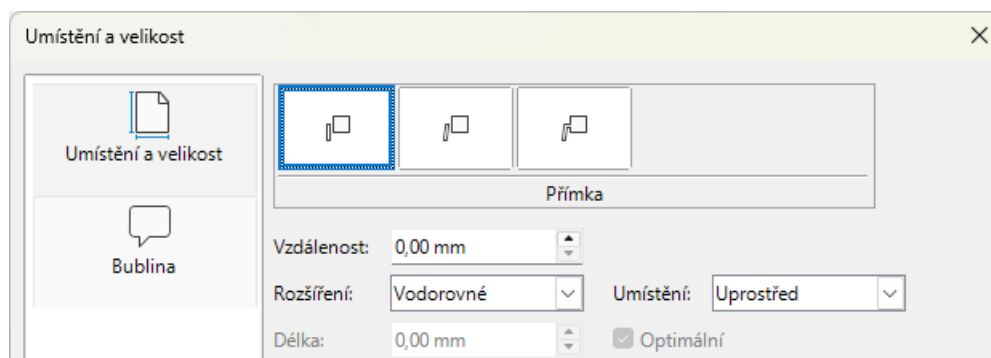 Umístění a velikost
Umístění a velikost
Bublina
Přímka
Vzdálenost: 0,00 mm
Rozšíření: Vodorovné Umístění: Uprostřed
Délka: 0,00 mm Optimální